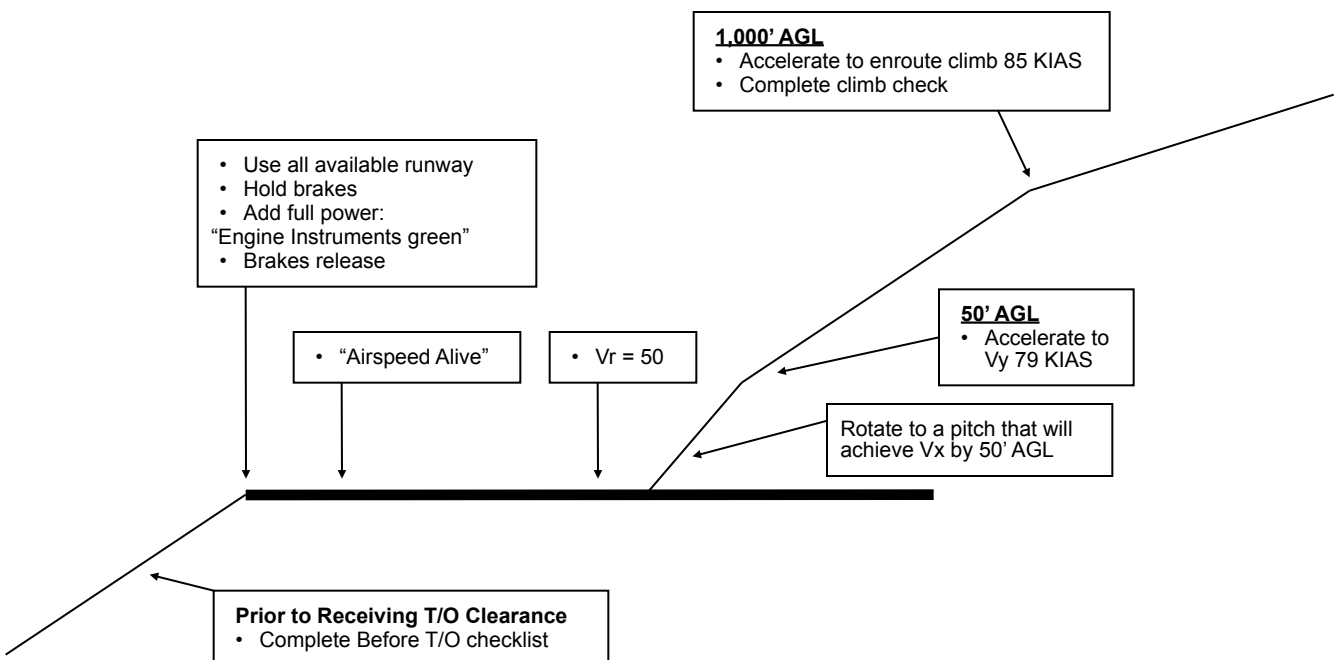 1,000’ AGL
• Accelerate to enroute climb 85 KIAS
• Complete climb check
• Use all available runway
• Hold brakes
• Add full power:
“Engine Instruments green”
• Brakes release
50’ AGL
• Accelerate to
Vy 79 KIAS
• “Airspeed Alive”
• Vr = 50
Rotate to a pitch that will
achieve Vx by 50’ AGL
Prior to Receiving T/O Clearance
• Complete Before T/O checklist